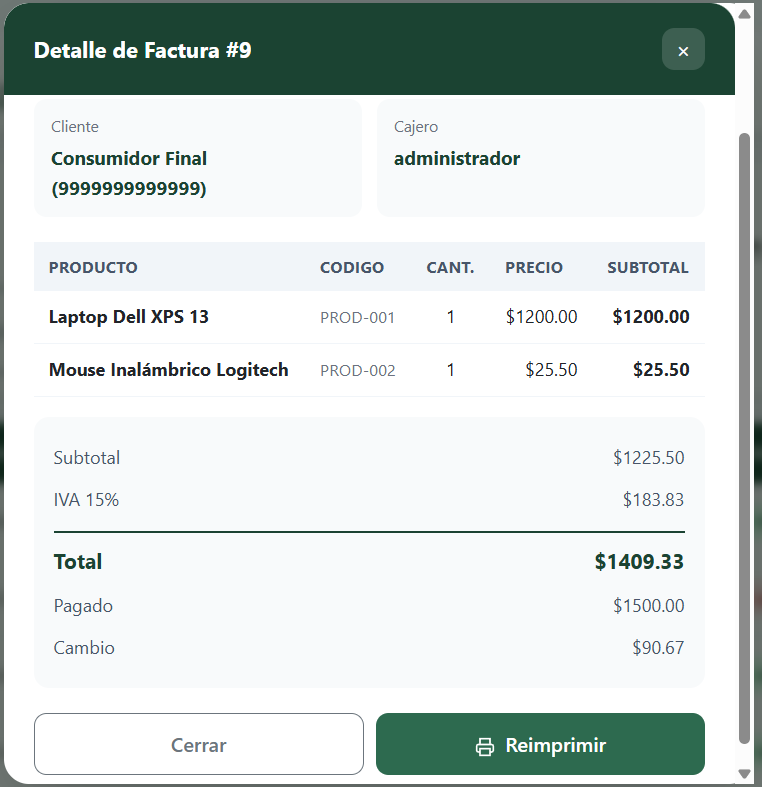 Detalle de Factura #9
×
Cliente
Consumidor Final
(9999999999999)
Cajero
administrador
PRODUCTO CODIGO CANT. PRECIO SUBTOTAL
Laptop Dell XPS 13 PROD-001 1 $1200.00 $1200.00
Mouse Inalámbrico Logitech PROD-002 1 $25.50 $25.50
Subtotal $1225.50
IVA 15% $183.83
Total $1409.33
Pagado $1500.00
Cambio $90.67
Cerrar
Reimprimir